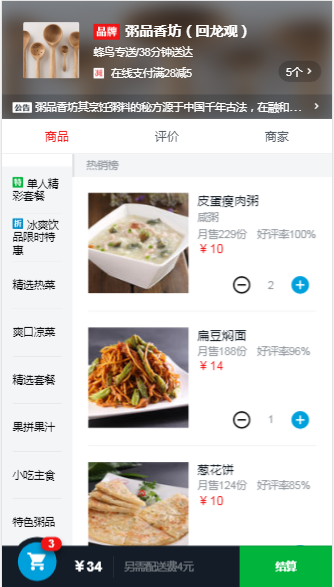 品牌 粥品香坊（回龙观）
蜂鸟专送/38分钟送达
减 在线支付满28减5
5个 >
公告 粥品香坊其烹饪粥料的秘方源于中国千年古法，在融和... >
商品 评价 商家
热销榜
特 单人精
彩套餐
折 冰爽饮
品限时特
惠
精选热菜
爽口凉菜
精选套餐
果拼果汁
小吃主食
特色粥品
皮蛋瘦肉粥
咸粥
月售229份 好评率100%
￥10
2
扁豆焖面
月售188份 好评率96%
￥14
1
葱花饼
月售124份 好评率85%
￥10
3
￥34 另需配送费4元 结算